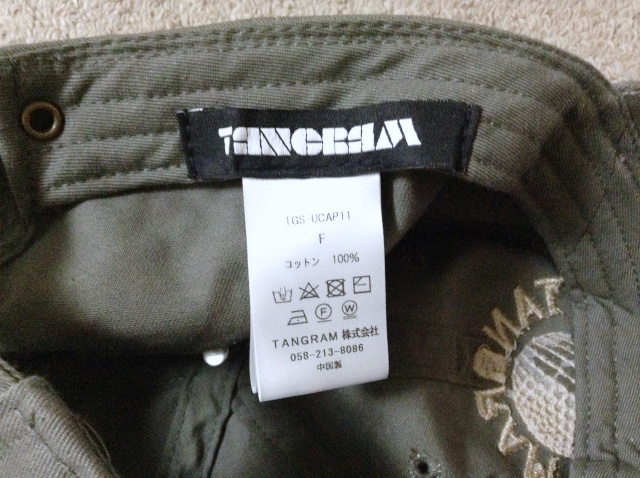 TANGRAM
TGS-UCAP11
F
コットン 100%
F W
TANGRAM 株式会社
058-213-8086
中国製